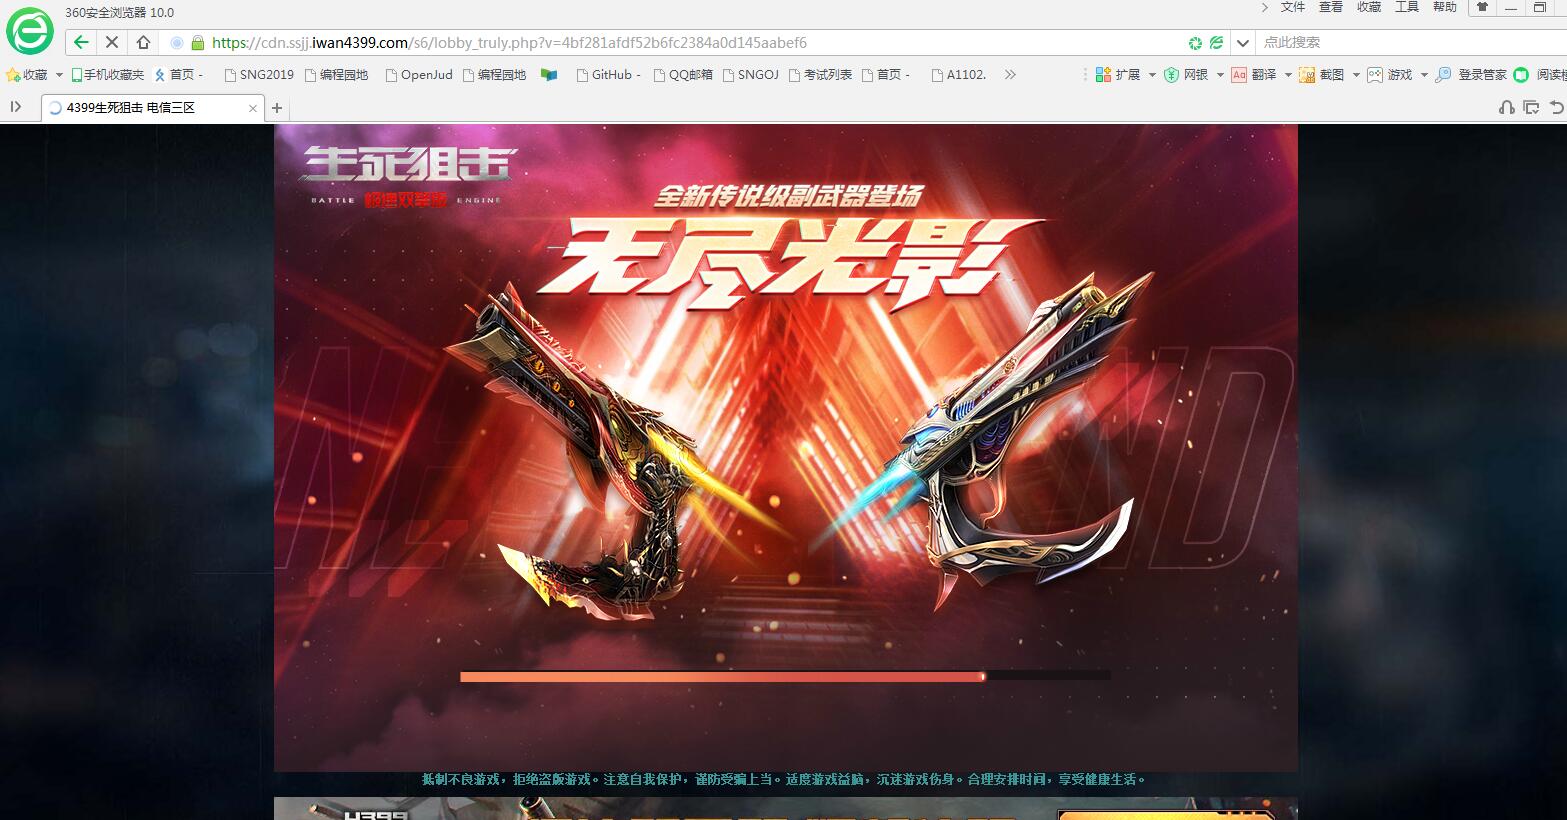 360安全浏览器 10.0
文件 查看 收藏 工具 帮助
https://cdn.ssjj.iwan4399.com/s6/lobby_truly.php?v=4bf281afdf52b6fc2384a0d145aabef6
点此搜索
收藏 手机收藏夹 首页 - SNG2019 编程园地 OpenJud 编程园地 GitHub - QQ邮箱 SNGOJ 考试列表 首页 - A1102.
扩展 网银 Aa 翻译 截图 游戏 登录管家 阅读模
4399生死狙击 电信三区
生死狙击
BATTLE 极速双擎版 ENGINE
全新传说级副武器登场
无尽光影
抵制不良游戏，拒绝盗版游戏。注意自我保护，谨防受骗上当。适度游戏益脑，沉迷游戏伤身。合理安排时间，享受健康生活。
4399